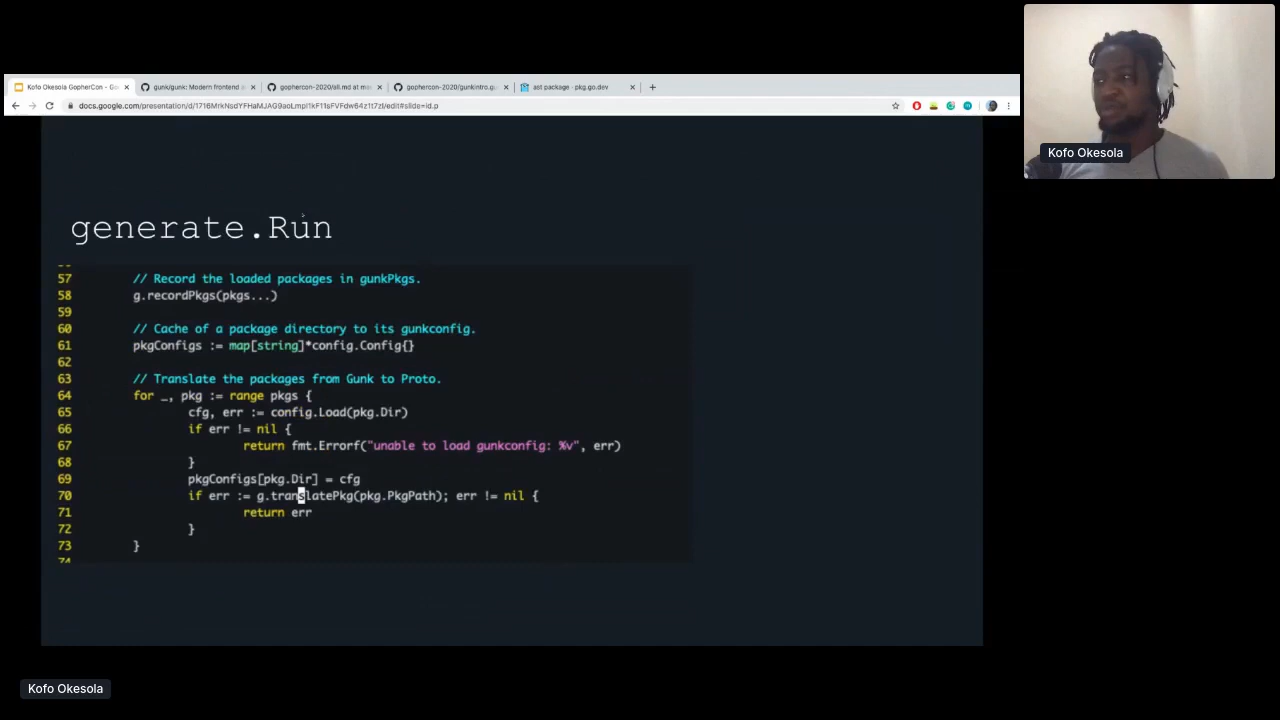 Kofo Okesola GopherCon - Go
gunk/gunk: Modern frontend a
gophercon-2020/all.md at mas
gophercon-2020/gunkintro.gu
ast package · pkg.go.dev
generate.Run
57 // Record the loaded packages in gunkPkgs.
58 g.recordPkgs(pkgs...)
59
60 // Cache of a package directory to its gunkconfig.
61 pkgConfigs := map[string]*config.Config{}
62
63 // Translate the packages from Gunk to Proto.
64 for _, pkg := range pkgs {
65 cfg, err := config.Load(pkg.Dir)
66 if err != nil {
67 return fmt.Errorf("unable to load gunkconfig: %v", err)
68 }
69 pkgConfigs[pkg.Dir] = cfg
70 if err := g.translatePkg(pkg.PkgPath); err != nil {
71 return err
72 }
73 }
74
Kofo Okesola
Kofo Okesola